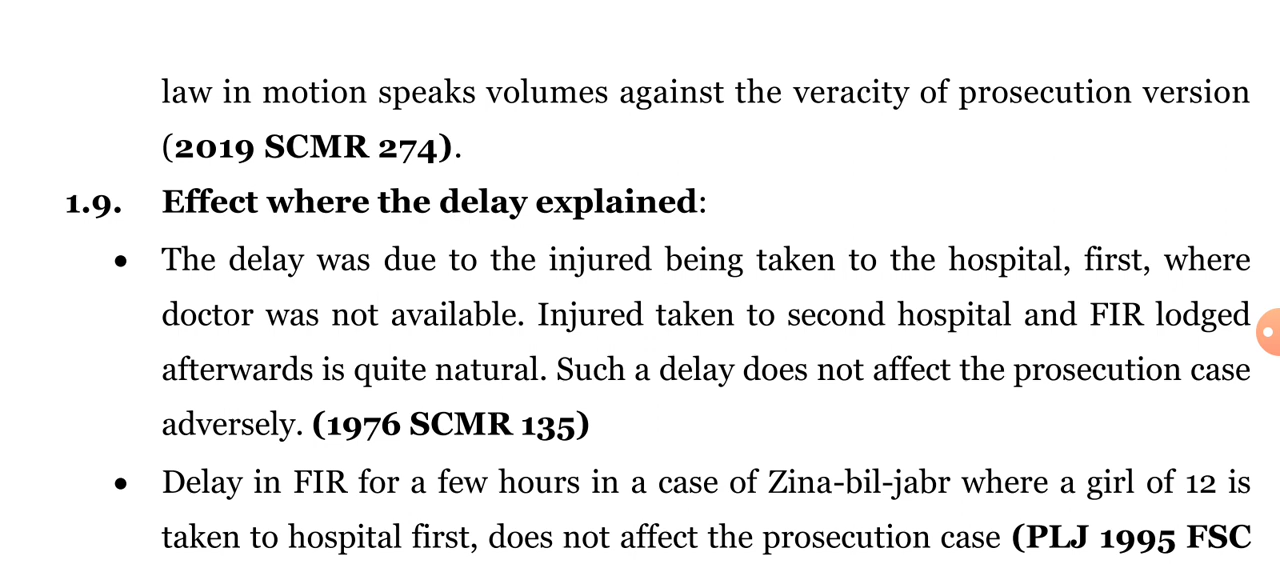 law in motion speaks volumes against the veracity of prosecution version
(2019 SCMR 274).
1.9. Effect where the delay explained:
• The delay was due to the injured being taken to the hospital, first, where
doctor was not available. Injured taken to second hospital and FIR lodged
afterwards is quite natural. Such a delay does not affect the prosecution case
adversely. (1976 SCMR 135)
• Delay in FIR for a few hours in a case of Zina-bil-jabr where a girl of 12 is
taken to hospital first, does not affect the prosecution case (PLJ 1995 FSC